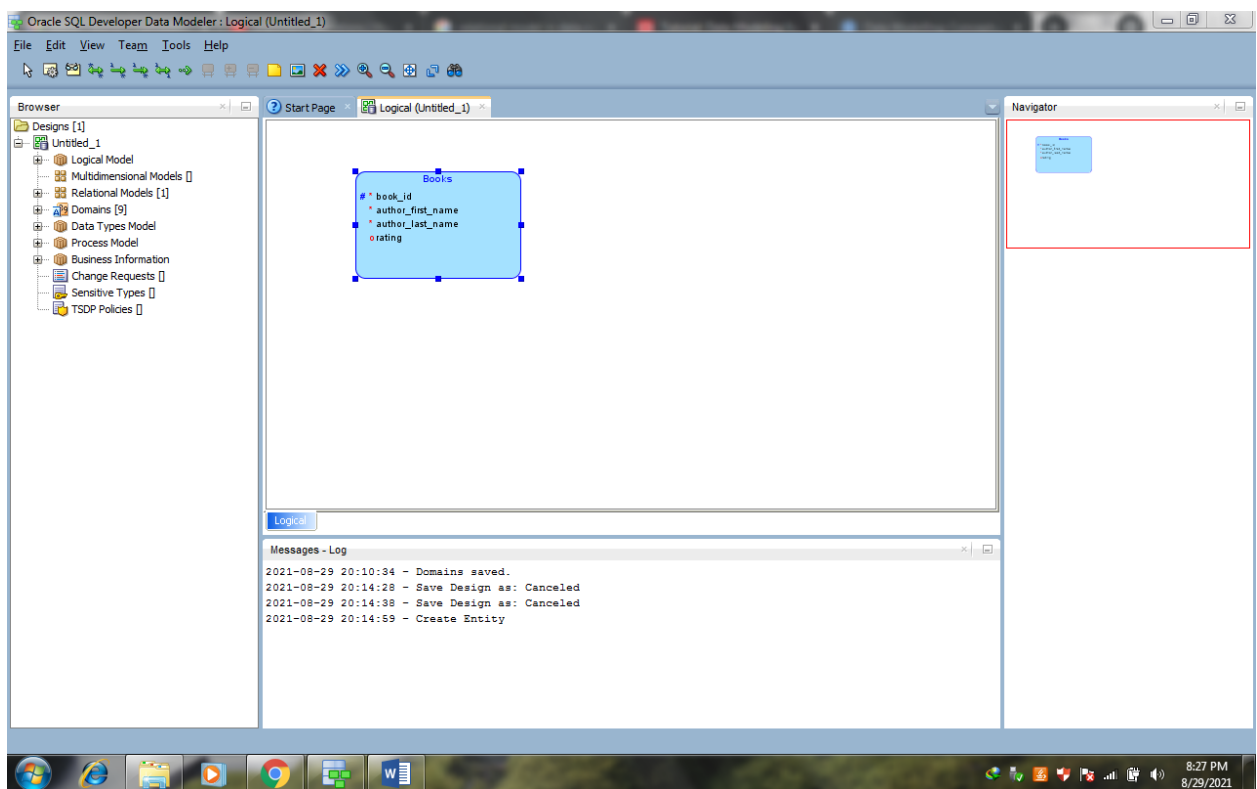 Oracle SQL Developer Data Modeler : Logical (Untitled_1)
File Edit View Team Tools Help
Browser
Designs [1]
Untitled_1
Logical Model
Multidimensional Models []
Relational Models [1]
Domains [9]
Data Types Model
Process Model
Business Information
Change Requests []
Sensitive Types []
TSDP Policies []
Start Page
Logical (Untitled_1)
Books
# * book_id
* author_first_name
* author_last_name
o rating
Logical
Messages - Log
2021-08-29 20:10:34 - Domains saved.
2021-08-29 20:14:28 - Save Design as: Canceled
2021-08-29 20:14:38 - Save Design as: Canceled
2021-08-29 20:14:59 - Create Entity
Navigator
Books
8:27 PM
8/29/2021